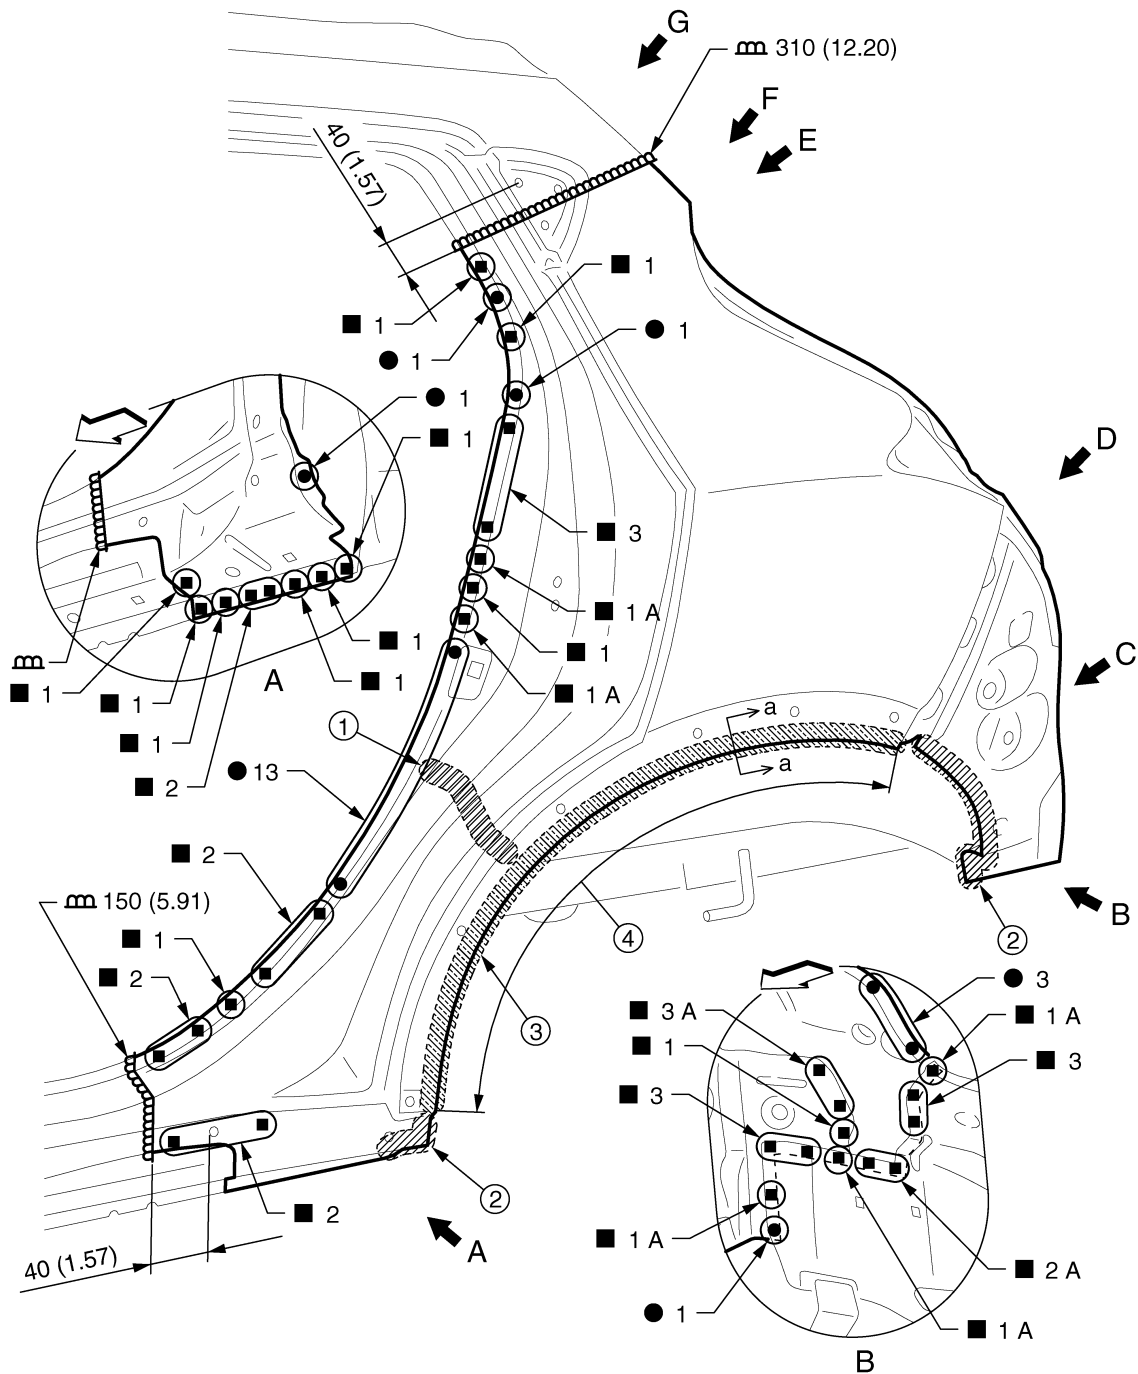 G
310 (12.20)
F
E
40 (1.57)
■ 1
■ 1
● 1
● 1
● 1
■ 1
D
■ 3
■ 1 A
■ 1
C
■ 1
■ 1 A
■ 1
A
■ 1
■ 1
a
①
■ 1
a
● 13
■ 2
■ 2
150 (5.91)
B
■ 1
④
②
■ 2
● 3
■ 3 A
■ 1 A
③
■ 1
■ 3
■ 3
②
■ 2
■ 1 A
A
40 (1.57)
■ 2 A
● 1
■ 1 A
B